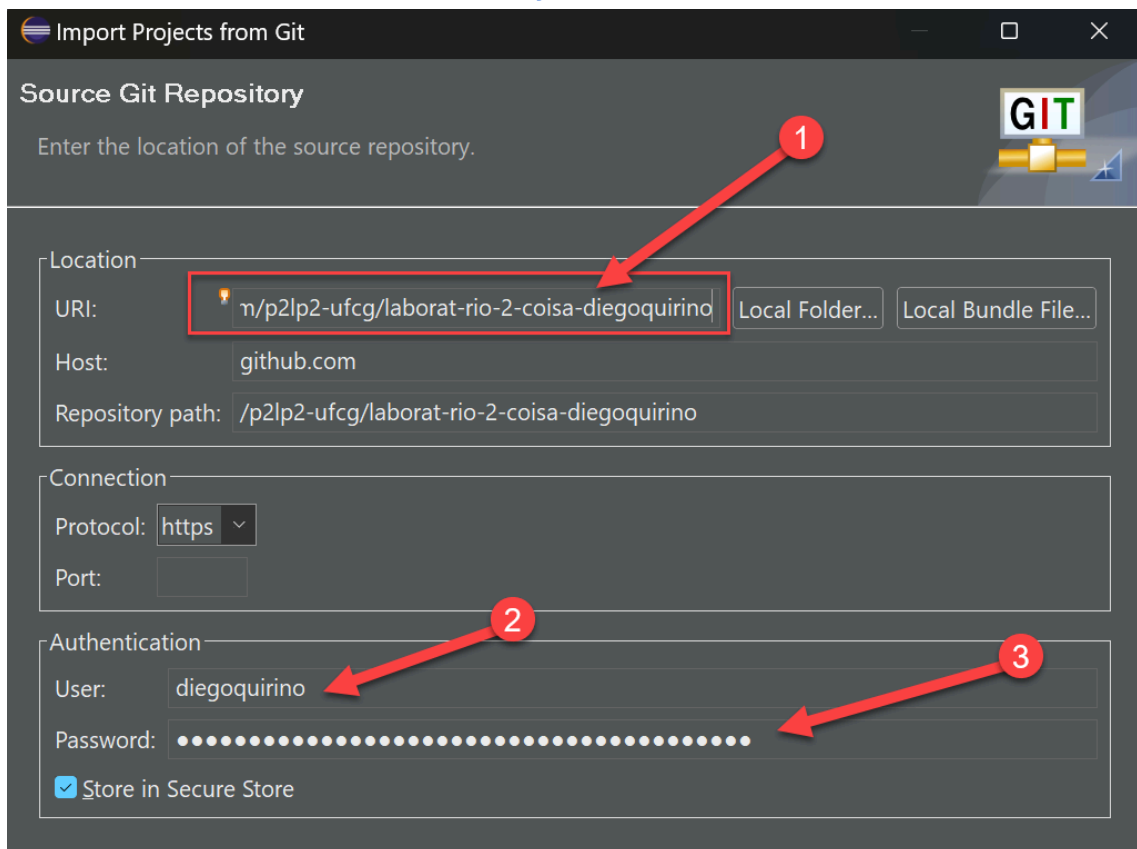 Import Projects from Git
Source Git Repository
GIT
Enter the location of the source repository.
1
Location
URI: m/p2lp2-ufcg/laborat-rio-2-coisa-diegoquirino Local Folder... Local Bundle File...
Host: github.com
Repository path: /p2lp2-ufcg/laborat-rio-2-coisa-diegoquirino
Connection
Protocol: https
Port:
2
Authentication
3
User: diegoquirino
Password: ●●●●●●●●●●●●●●●●●●●●●●●●●●●●●●●●●●●●●●●●
Store in Secure Store